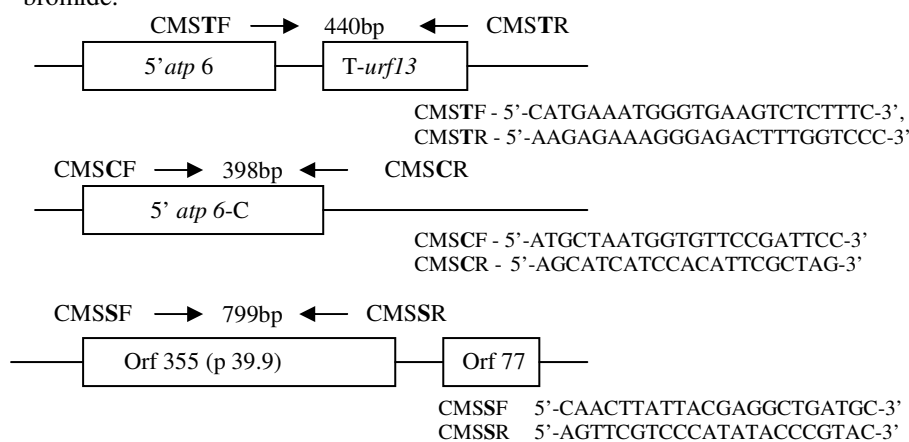 bromide.
CMSTF 440bp CMSTR
5’atp 6 T-urf13
CMSTF - 5’-CATGAAATGGGTGAAGTCTCTTTC-3’,
CMSTR - 5’-AAGAGAAAGGGAGACTTTGGTCCC-3’
CMSCF 398bp CMSCR
5’ atp 6-C
CMSCF - 5’-ATGCTAATGGTGTTCCGATTCC-3’
CMSCR - 5’-AGCATCATCCACATTCGCTAG-3’
CMSSF 799bp CMSSR
Orf 355 (p 39.9) Orf 77
CMSSF 5’-CAACTTATTACGAGGCTGATGC-3’
CMSSR 5’-AGTTCGTCCCATATACCCGTAC-3’